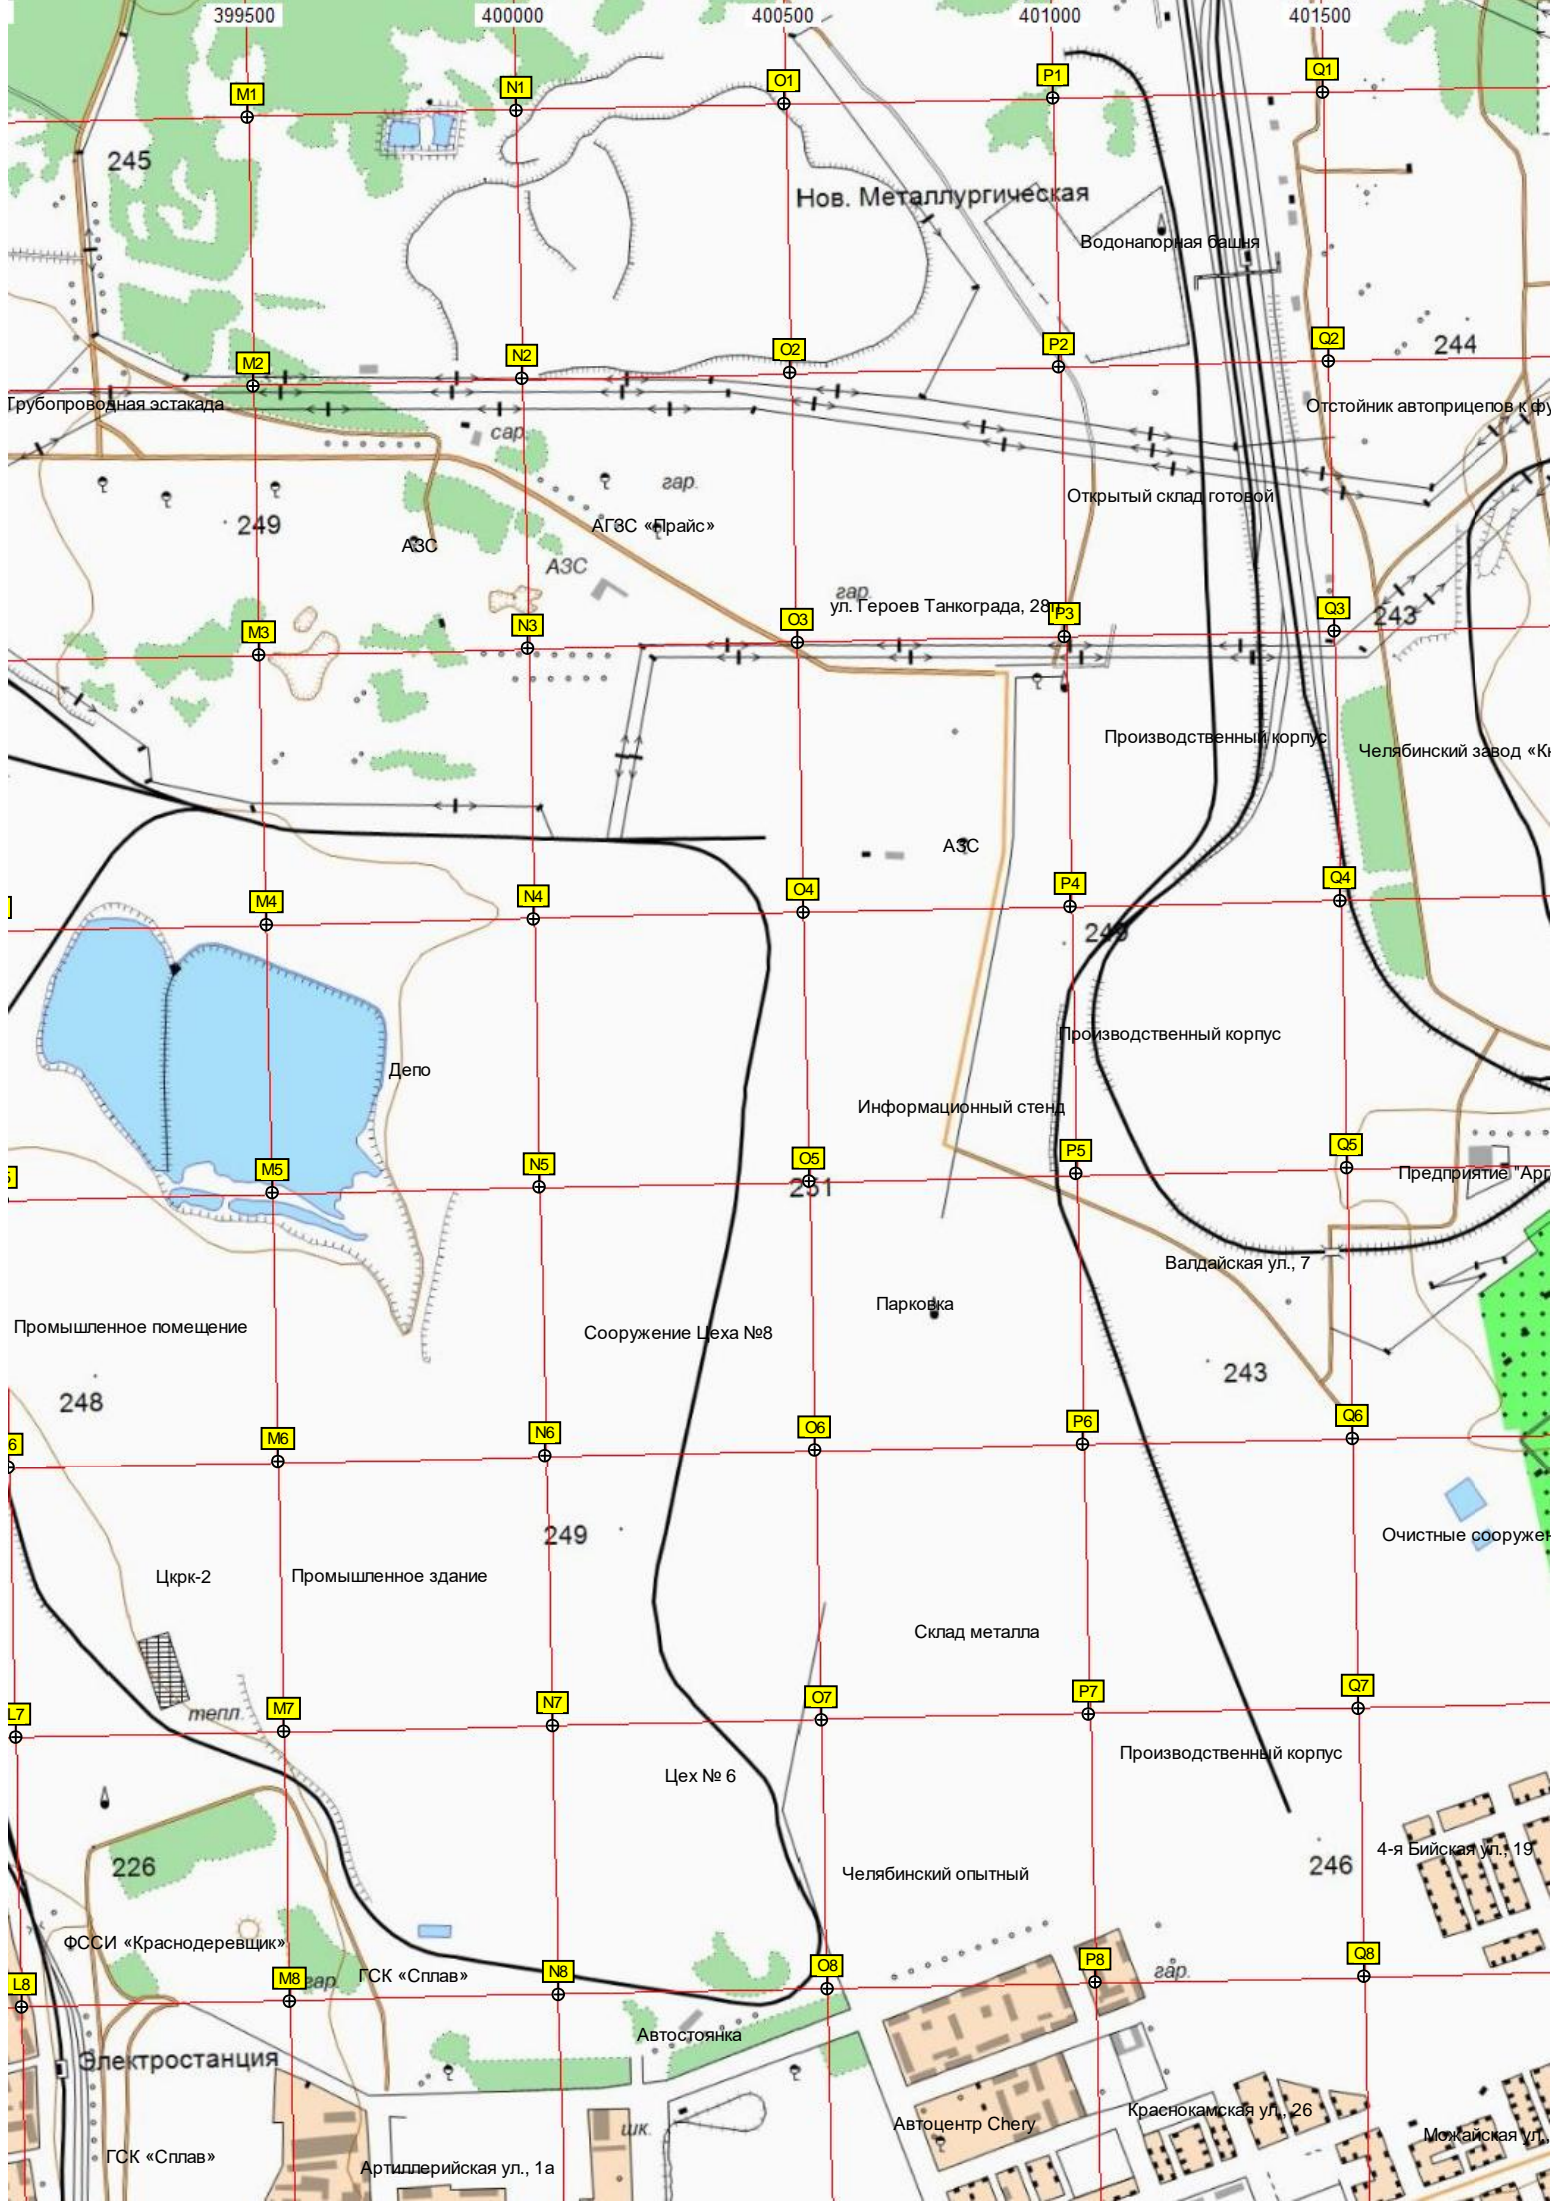 399500 400000 400500 401000 401500
M1 N1 O1 P1 Q1
245
Нов. Металлургическая
Водонапорная башня
M2 N2 O2 P2 Q2
244
Трубопроводная эстакада
Отстойник автоприцепов к фу
сар.
гар.
Открытый склад готовой
249
АГЗС «Прайс»
АЗС
АЗС
гар.
ул. Героев Танкограда, 28п
M3 N3 O3 P3 Q3
243
Производственный корпус
Челябинский завод «Кн
АЗС
M4 N4 O4 P4 Q4
Производственный корпус
Депо
Информационный стенд
M5 N5 O5 P5 Q5
5
251
Предприятие "Арг
Валдайская ул., 7
Парковка
Промышленное помещение
Сооружение Цеха №8
243
248
6 M6 N6 O6 P6 Q6
249
Очистные сооружен
Цкрк-2
Промышленное здание
Склад металла
L7 M7 N7 O7 P7 Q7
тепл.
Производственный корпус
Цех № 6
4-я Бийская ул., 19
226
246
Челябинский опытный
ФССИ «Краснодеревщик»
ГСК «Сплав»
гар.
гар.
L8 M8 N8 O8 P8 Q8
Автостоянка
Электростанция
Краснокамская ул., 26
Автоцентр Chery
шк.
Можайская ул.,
ГСК «Сплав»
Артиллерийская ул., 1а